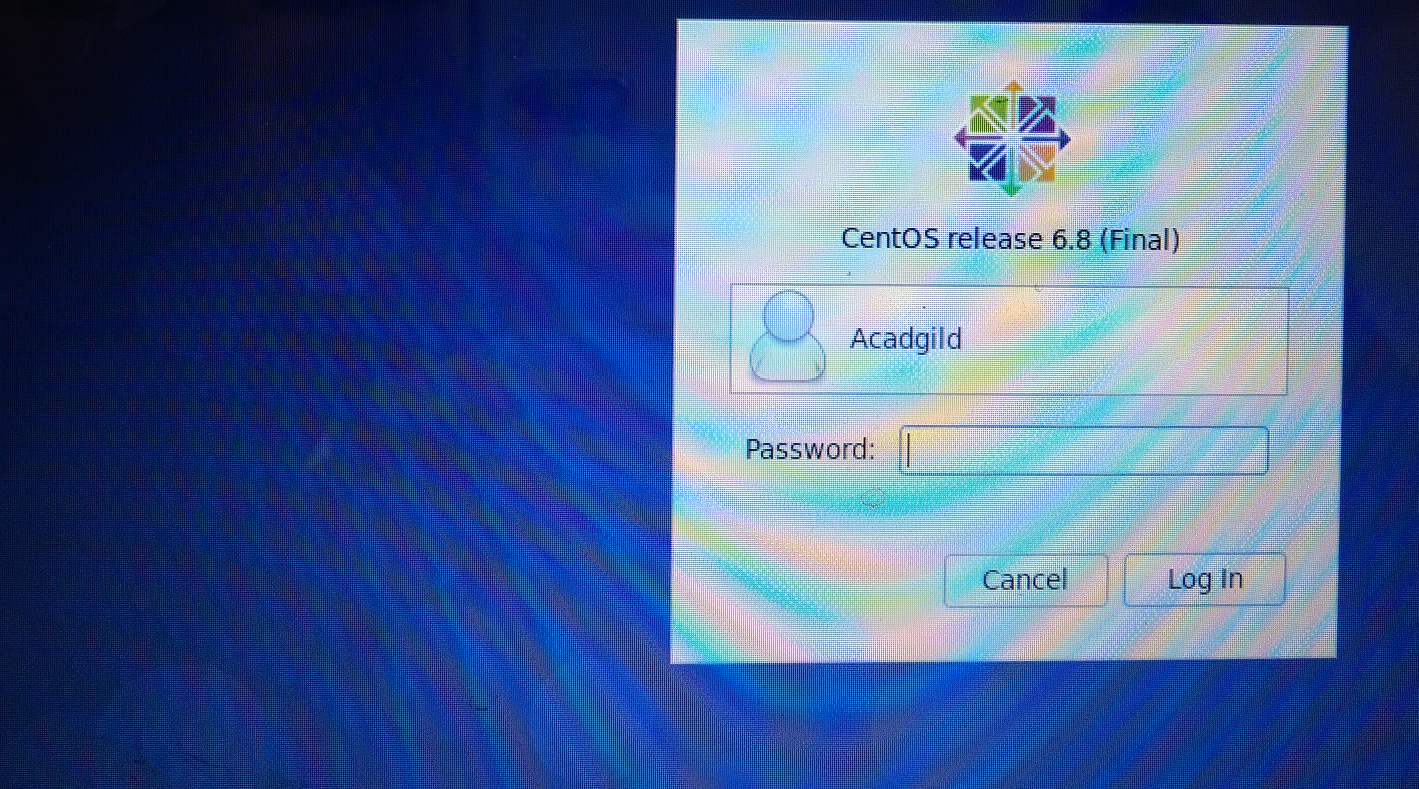 CentOS release 6.8 (Final)
Acadgild
Password:
Cancel Log In